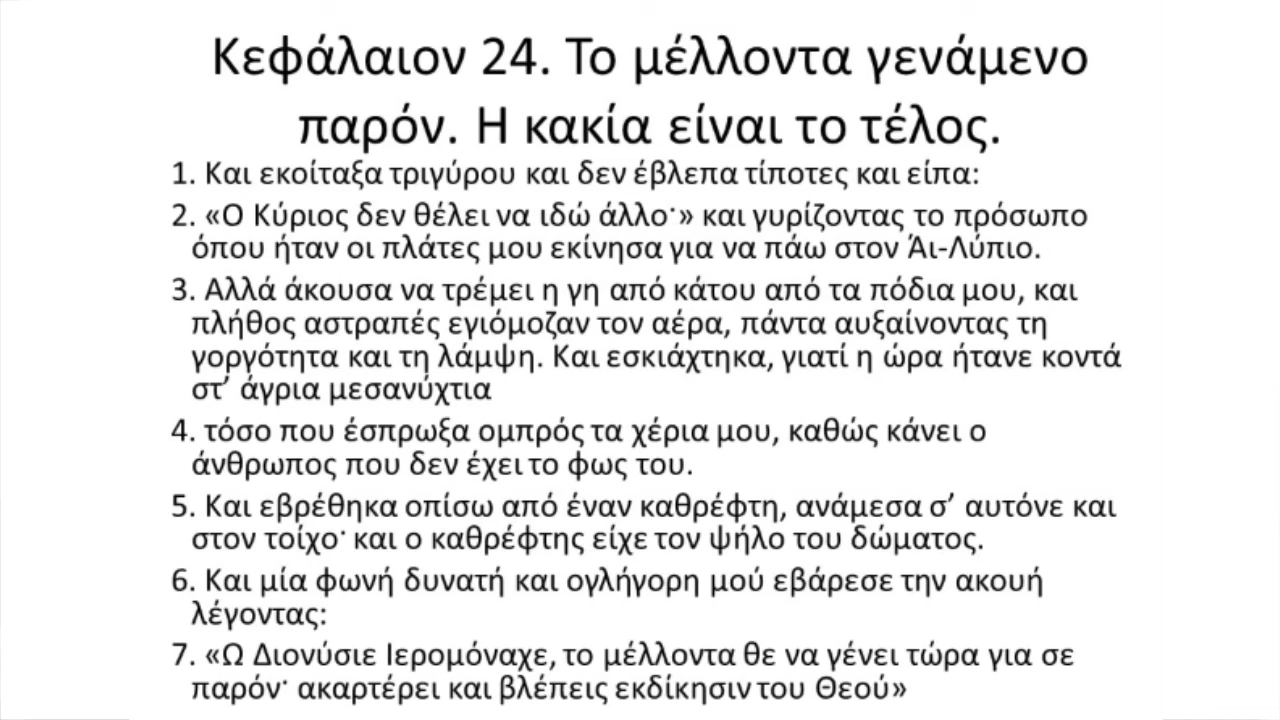 Κεφάλαιον 24. Το μέλλοντα γενάμενο
παρόν. Η κακία είναι το τέλος.
1. Και εκοίταξα τριγύρου και δεν έβλεπα τίποτες και είπα:
2. «Ο Κύριος δεν θέλει να ιδώ άλλο·» και γυρίζοντας το πρόσωπο
όπου ήταν οι πλάτες μου εκίνησα για να πάω στον Άι-Λύπιο.
3. Αλλά άκουσα να τρέμει η γη από κάτου από τα πόδια μου, και
πλήθος αστραπές εγιόμοζαν τον αέρα, πάντα αυξαίνοντας τη
γοργότητα και τη λάμψη. Και εσκιάχτηκα, γιατί η ώρα ήτανε κοντά
στ’ άγρια μεσανύχτια
4. τόσο που έσπρωξα ομπρός τα χέρια μου, καθώς κάνει ο
άνθρωπος που δεν έχει το φως του.
5. Και εβρέθηκα οπίσω από έναν καθρέφτη, ανάμεσα σ’ αυτόνε και
στον τοίχο· και ο καθρέφτης είχε τον ψήλο του δώματος.
6. Και μία φωνή δυνατή και ογλήγορη μού εβάρεσε την ακουή
λέγοντας:
7. «Ω Διονύσιε Ιερομόναχε, το μέλλοντα θε να γένει τώρα για σε
παρόν· ακαρτέρει και βλέπεις εκδίκησιν του Θεού»